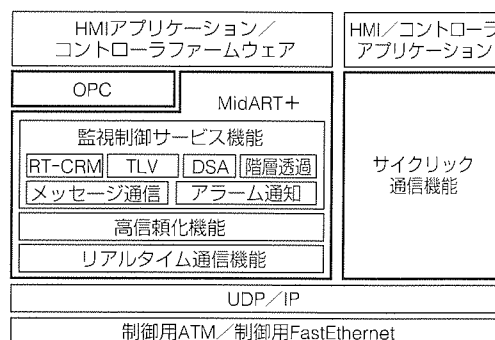 HMIアプリケーション／
コントローラファームウェア
HMI／コントローラ
アプリケーション
OPC
MidART＋
監視制御サービス機能
RT-CRM
TLV
DSA
階層透過
メッセージ通信
アラーム通知
高信頼化機能
リアルタイム通信機能
サイクリック
通信機能
UDP／IP
制御用ATM／制御用FastEthernet